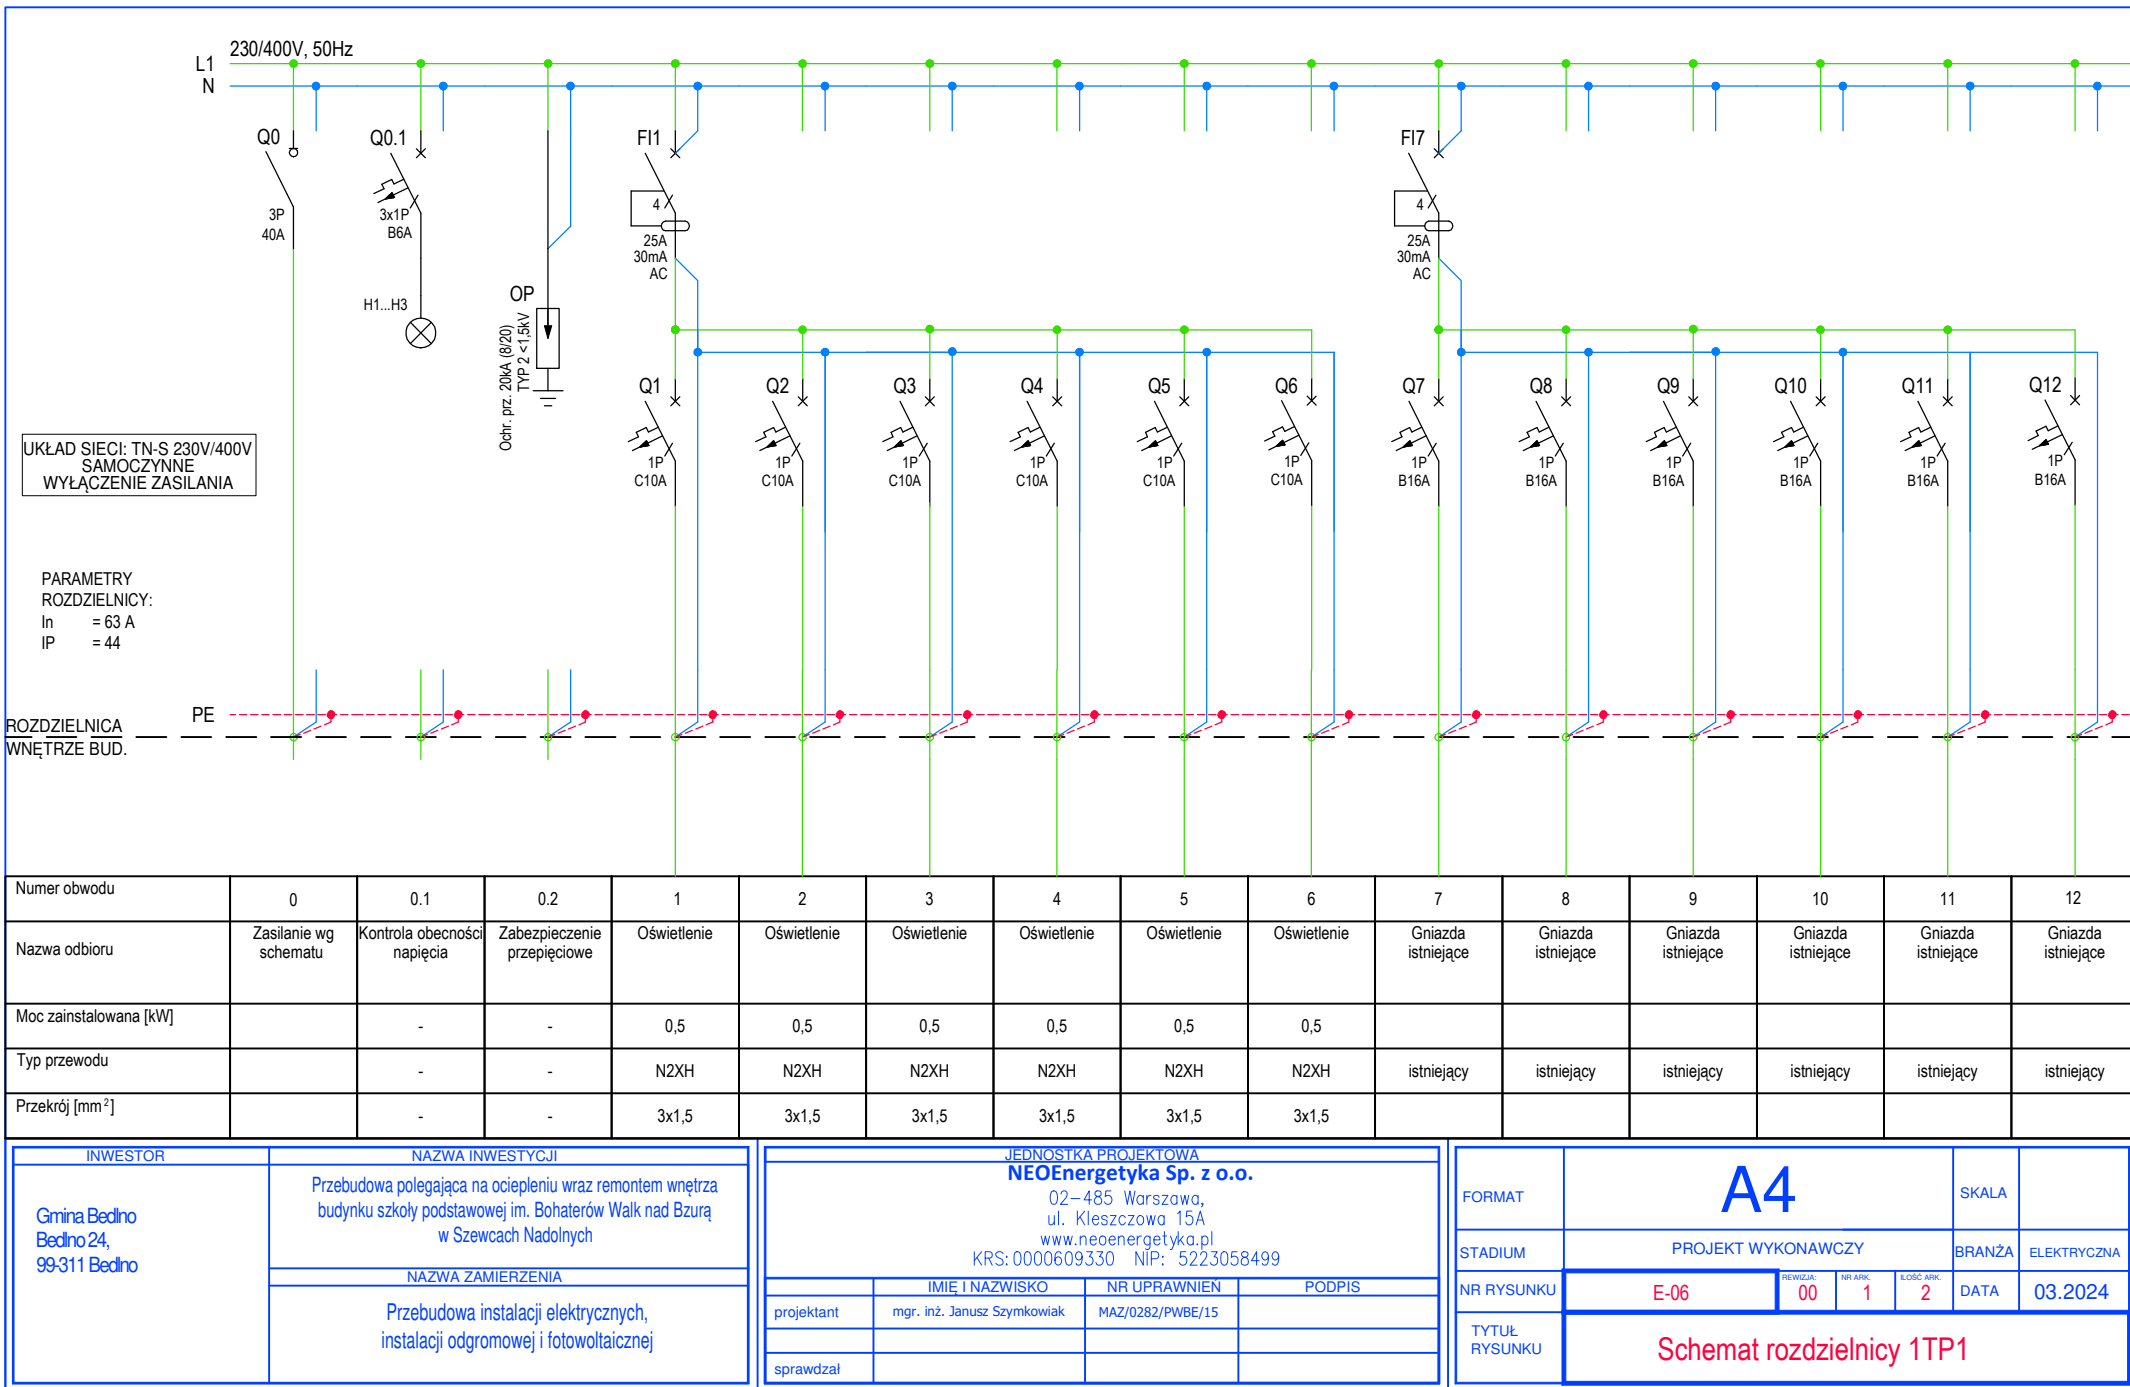 230/400V, 50Hz
L1
N
Q0
3P
40A
Q0.1
3x1P
B6A
H1...H3
OP
Ochr. prz. 20kA (8/20)
TYP 2 <1,5kV
FI1
4
25A
30mA
AC
FI7
4
25A
30mA
AC
Q1
1P
C10A
Q2
1P
C10A
Q3
1P
C10A
Q4
1P
C10A
Q5
1P
C10A
Q6
1P
C10A
Q7
1P
B16A
Q8
1P
B16A
Q9
1P
B16A
Q10
1P
B16A
Q11
1P
B16A
Q12
1P
B16A
UKŁAD SIECI: TN-S 230V/400V
SAMOCZYNNE
WYŁĄCZENIE ZASILANIA
PARAMETRY
ROZDZIELNICY:
In = 63 A
IP = 44
PE
ROZDZIELNICA
WNĘTRZE BUD.
Numer obwodu 0 0.1 0.2 1 2 3 4 5 6 7 8 9 10 11 12
Nazwa odbioru
Zasilanie wg schematu
Kontrola obecności napięcia
Zabezpieczenie przepięciowe
Oświetlenie Oświetlenie Oświetlenie Oświetlenie Oświetlenie Oświetlenie
Gniazda istniejące
Gniazda istniejące
Gniazda istniejące
Gniazda istniejące
Gniazda istniejące
Gniazda istniejące
Moc zainstalowana [kW] - - 0,5 0,5 0,5 0,5 0,5 0,5
Typ przewodu - - N2XH N2XH N2XH N2XH N2XH N2XH istniejący istniejący istniejący istniejący istniejący istniejący
Przekrój [mm²] - - 3x1,5 3x1,5 3x1,5 3x1,5 3x1,5 3x1,5
INWESTOR
Gmina Bedlno
Bedlno 24,
99-311 Bedlno
NAZWA INWESTYCJI
Przebudowa polegająca na ociepleniu wraz remontem wnętrza
budynku szkoły podstawowej im. Bohaterów Walk nad Bzurą
w Szewcach Nadolnych
NAZWA ZAMIERZENIA
Przebudowa instalacji elektrycznych,
instalacji odgromowej i fotowoltaicznej
JEDNOSTKA PROJEKTOWA
NEOEnergetyka Sp. z o.o.
02-485 Warszawa,
ul. Kleszczowa 15A
www.neoenergetyka.pl
KRS: 0000609330 NIP: 5223058499
IMIĘ I NAZWISKO NR UPRAWNIEŃ PODPIS
projektant mgr. inż. Janusz Szymkowiak MAZ/0282/PWBE/15
sprawdzał
FORMAT A4 SKALA
STADIUM PROJEKT WYKONAWCZY BRANŻA ELEKTRYCZNA
NR RYSUNKU E-06 REWIZJA: 00 NR ARK. 1 ILOŚĆ ARK. 2 DATA 03.2024
TYTUŁ
RYSUNKU
Schemat rozdzielnicy 1TP1